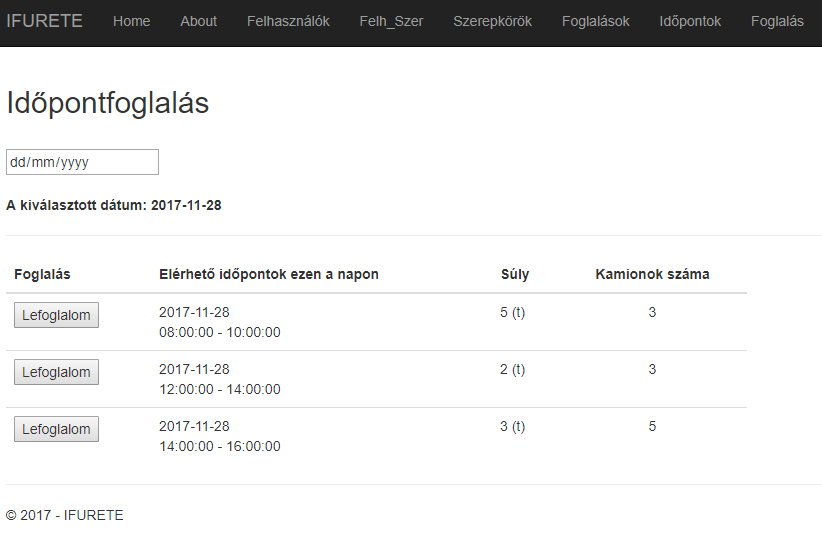 IFURETE Home About Felhasználók Felh_Szer Szerepkörök Foglalások Időpontok Foglalás
Időpontfoglalás
dd/mm/yyyy
A kiválasztott dátum: 2017-11-28
Foglalás Elérhető időpontok ezen a napon Súly Kamionok száma
Lefoglalom 2017-11-28 5 (t) 3
08:00:00 - 10:00:00
Lefoglalom 2017-11-28 2 (t) 3
12:00:00 - 14:00:00
Lefoglalom 2017-11-28 3 (t) 5
14:00:00 - 16:00:00
© 2017 - IFURETE